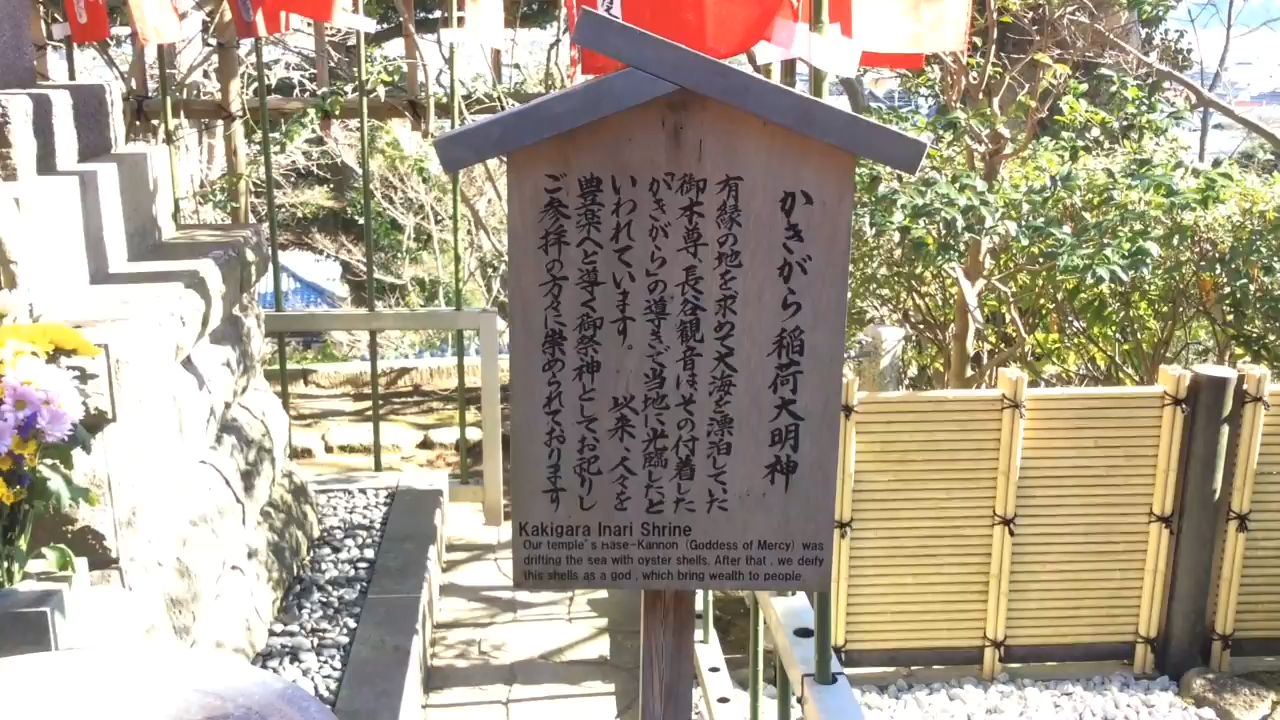 かきがら稲荷大明神
有縁の地を求めて大海を漂泊していた
御本尊、長谷観音はその付着した
「かきがら」の導きで当地に光臨したと
いわれています。 以来、人々を
豊楽へと導く御祭神としてお祀りし
ご参拝の方々に崇められております
Kakigara Inari Shrine
Our temple's Hase-Kannon (Goddess of Mercy) was
drifting the sea with oyster shells. After that, we deify
this shells as a god, which bring wealth to people.